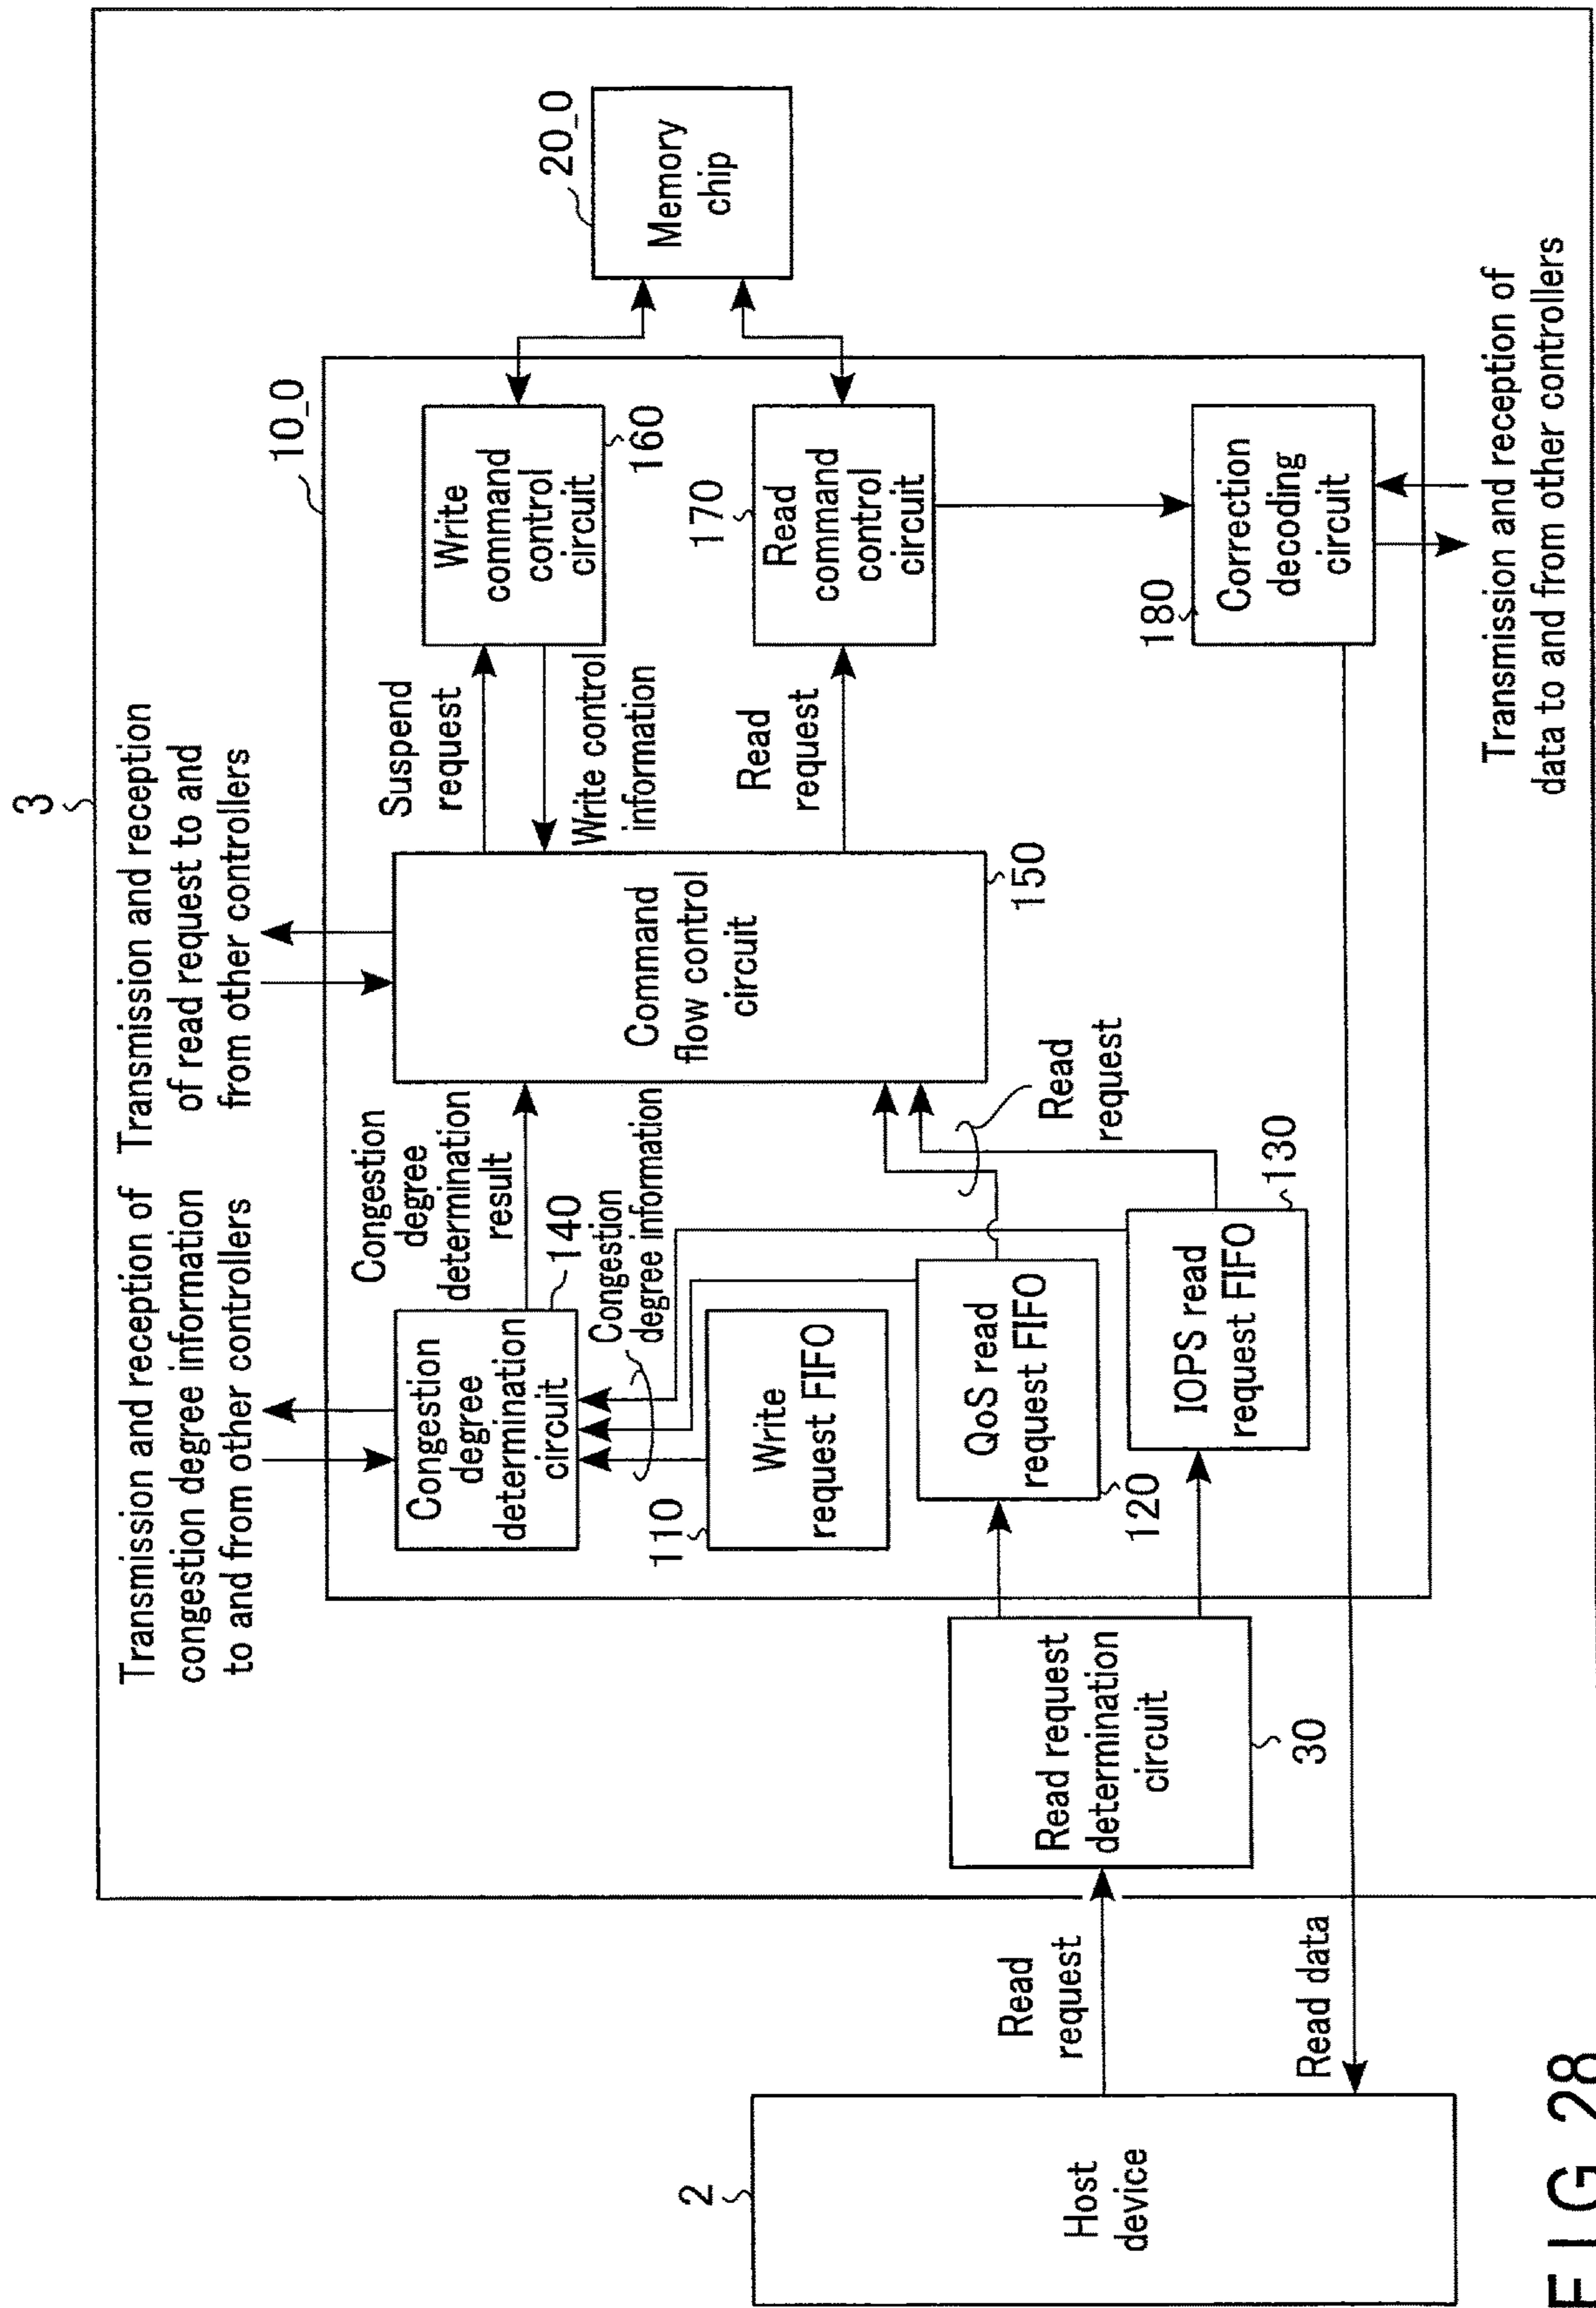 3
Transmission and reception of
congestion degree information
to and from other controllers
Transmission and reception
of read request to and
from other controllers
10_0
20_0
Memory
chip
Congestion
degree
determination
circuit
140
Congestion
degree
determination
result
Congestion
degree information
Command
flow control
circuit
150
Suspend
request
Write control
information
Write
command
control
circuit
160
Read
request
170
Read
command
control
circuit
110
Write
request FIFO
QoS read
request FIFO
120
IOPS read
request FIFO
130
Read
request
180
Correction
decoding
circuit
Transmission and reception of
data to and from other controllers
Read request
determination
circuit
30
Read
request
Read data
2
Host
device
FIG. 28